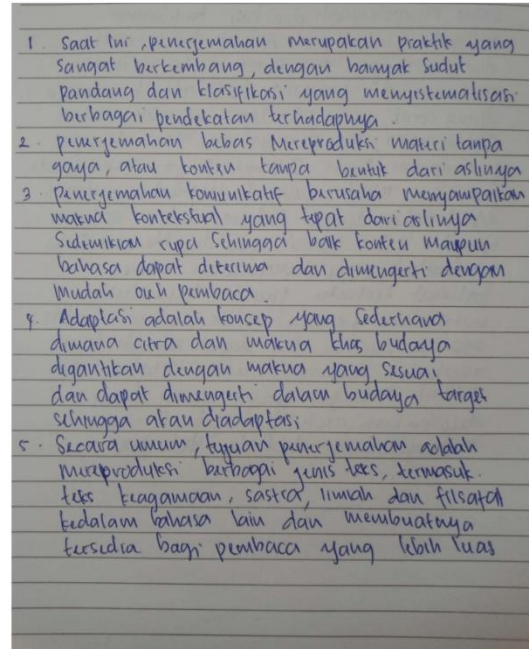 1. Saat Ini, penerjemahan merupakan praktik yang
sangat berkembang, dengan banyak sudut
pandang dan klasifikasi yang menyistematisasi
berbagai pendekatan terhadapnya.
2. penerjemahan bebas Mereproduksi materi tanpa
gaya, atau konten tanpa bentuk dari aslinya
3. penerjemahan komunikatif berusaha menyampaikan
makna kontekstual yang tepat dari aslinya
Sedemikian rupa sehingga baik konten maupun
bahasa dapat diterima dan dimengerti dengan
mudah oleh pembaca.
4. Adaptasi adalah konsep yang sederhana
dimana citra dan makna khas budaya
digantikan dengan makna yang sesuai
dan dapat dimengerti dalam budaya target
sehingga akan diadaptasi
5. Secara umum, tujuan penerjemahan adalah
mereproduksi berbagai jenis teks, termasuk
teks keagamaan, sastra, ilmiah dan filsafat
kedalam bahasa lain dan membuatnya
tersedia bagi pembaca yang lebih luas